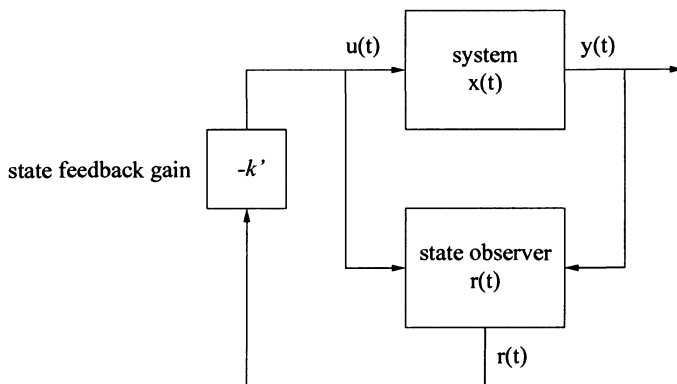 u(t)
system
x(t)
y(t)
state feedback gain
-k’
state observer
r(t)
r(t)